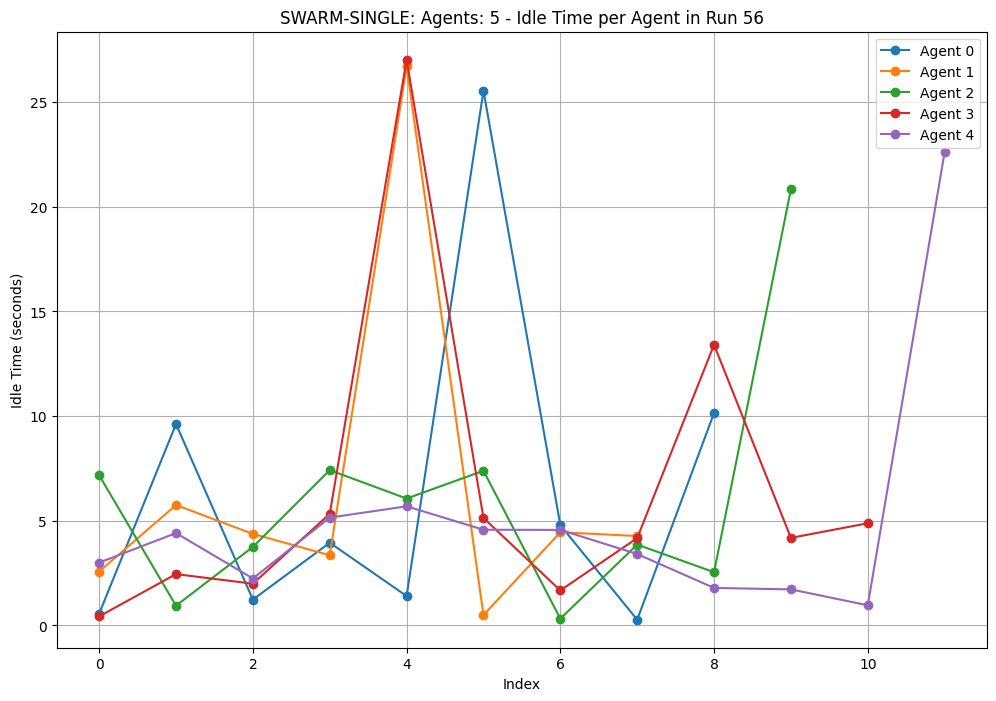 SWARM-SINGLE: Agents: 5 - Idle Time per Agent in Run 56
Agent 0
Agent 1
Agent 2
Agent 3
Agent 4
Idle Time (seconds)
25
20
15
10
5
0
0 2 4 6 8 10
Index